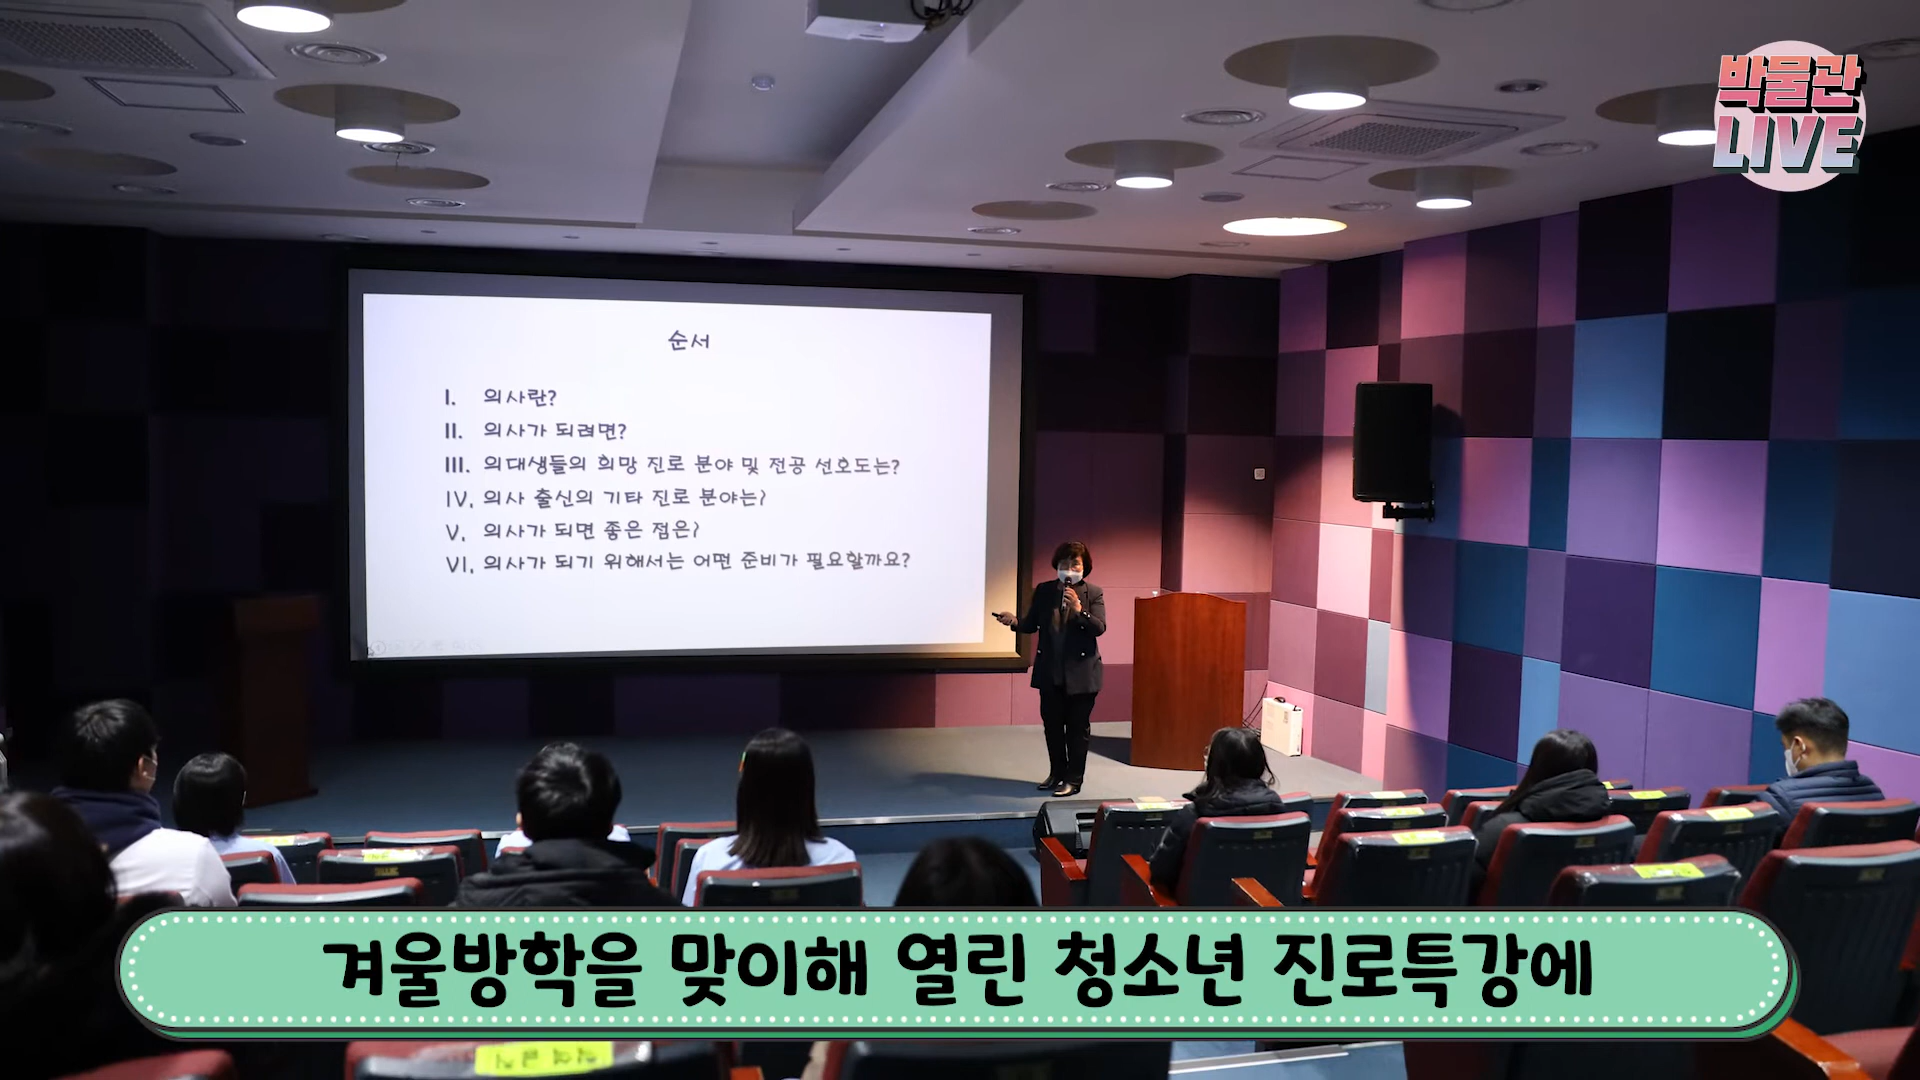 박물관
LIVE
순서
I. 의사란?
II. 의사가 되려면?
III. 의대생들의 희망 진로 분야 및 전공 선호도는?
IV. 의사 출신의 기타 진로 분야는?
V. 의사가 되면 좋은 점은?
VI. 의사가 되기 위해서는 어떤 준비가 필요할까요?
겨울방학을 맞이해 열린 청소년 진로특강에